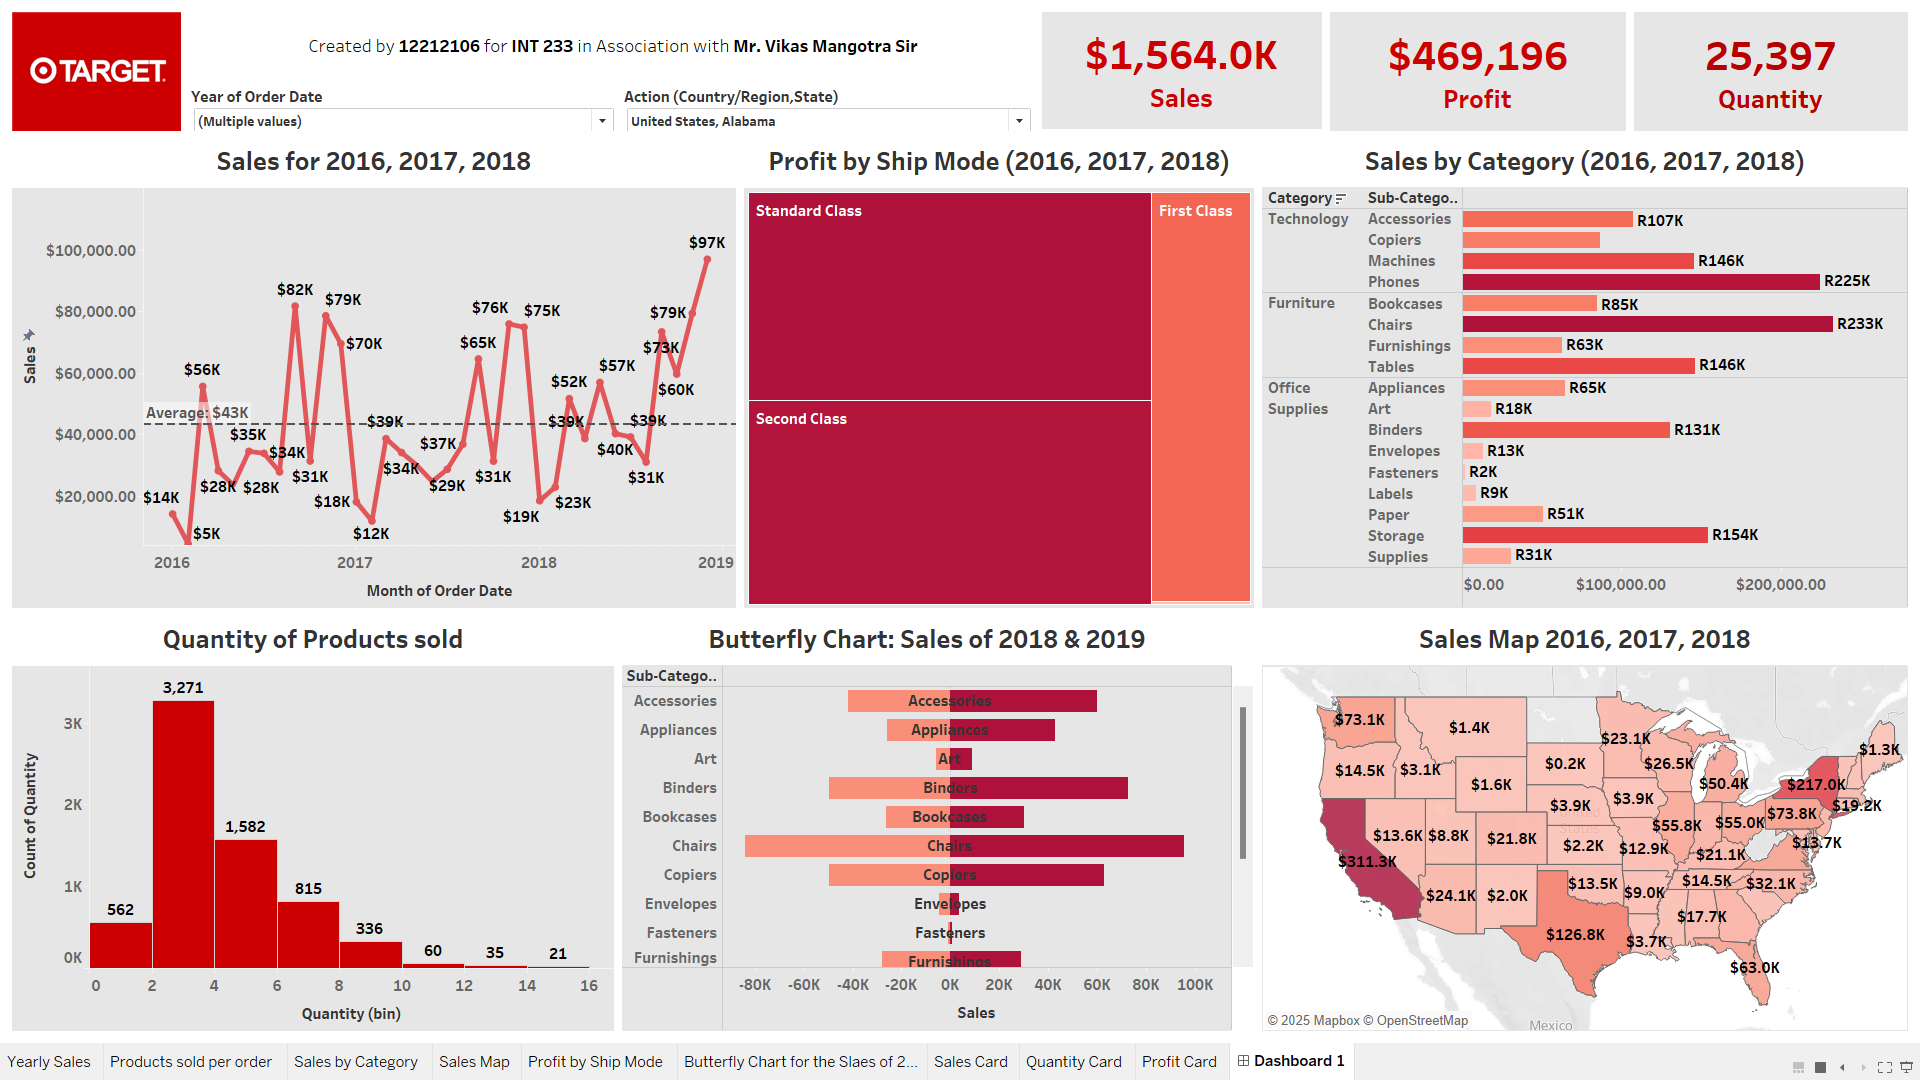 TARGET.
Created by 12212106 for INT 233 in Association with Mr. Vikas Mangotra Sir
Year of Order Date
(Multiple values)
Action (Country/Region,State)
United States, Alabama
$1,564.0K
Sales
$469,196
Profit
25,397
Quantity
Sales for 2016, 2017, 2018
Sales
$100,000.00
$80,000.00
$60,000.00
$40,000.00
$20,000.00
Average: $43K
$14K
$5K
$56K
$28K
$28K
$35K
$34K
$82K
$31K
$79K
$70K
$18K
$12K
$39K
$34K
$29K
$37K
$65K
$31K
$76K
$75K
$19K
$23K
$52K
$39K
$57K
$40K
$39K
$31K
$73K
$60K
$79K
$97K
2016
2017
2018
2019
Month of Order Date
Profit by Ship Mode (2016, 2017, 2018)
Standard Class
Second Class
First Class
Sales by Category (2016, 2017, 2018)
Category
Sub-Catego..
Technology
Accessories R107K
Copiers
Machines R146K
Phones R225K
Furniture
Bookcases R85K
Chairs R233K
Furnishings R63K
Tables R146K
Office
Supplies
Appliances R65K
Art R18K
Binders R131K
Envelopes R13K
Fasteners R2K
Labels R9K
Paper R51K
Storage R154K
Supplies R31K
$0.00 $100,000.00 $200,000.00
Quantity of Products sold
Count of Quantity
3K
2K
1K
0K
562
3,271
1,582
815
336
60
35
21
0 2 4 6 8 10 12 14 16
Quantity (bin)
Butterfly Chart: Sales of 2018 & 2019
Sub-Catego..
Accessories Accessories
Appliances Appliances
Art Art
Binders Binders
Bookcases Bookcases
Chairs Chairs
Copiers Copiers
Envelopes Envelopes
Fasteners Fasteners
Furnishings Furnishings
-80K -60K -40K -20K 0K 20K 40K 60K 80K 100K
Sales
Sales Map 2016, 2017, 2018
$73.1K
$1.4K
$23.1K
$1.3K
$14.5K
$3.1K
$0.2K
$26.5K
$1.6K
$50.4K
$217.0K
$3.9K
$3.9K
$19.2K
$73.8K
United
States
$13.6K
$8.8K
$21.8K
$2.2K
$12.9K
$55.8K
$55.0K
$13.7K
$311.3K
$21.1K
$24.1K
$2.0K
$13.5K
$9.0K
$14.5K
$32.1K
$126.8K
$3.7K
$17.7K
$63.0K
© 2025 Mapbox © OpenStreetMap
Mexico
Yearly Sales
Products sold per order
Sales by Category
Sales Map
Profit by Ship Mode
Butterfly Chart for the Slaes of 2...
Sales Card
Quantity Card
Profit Card
Dashboard 1